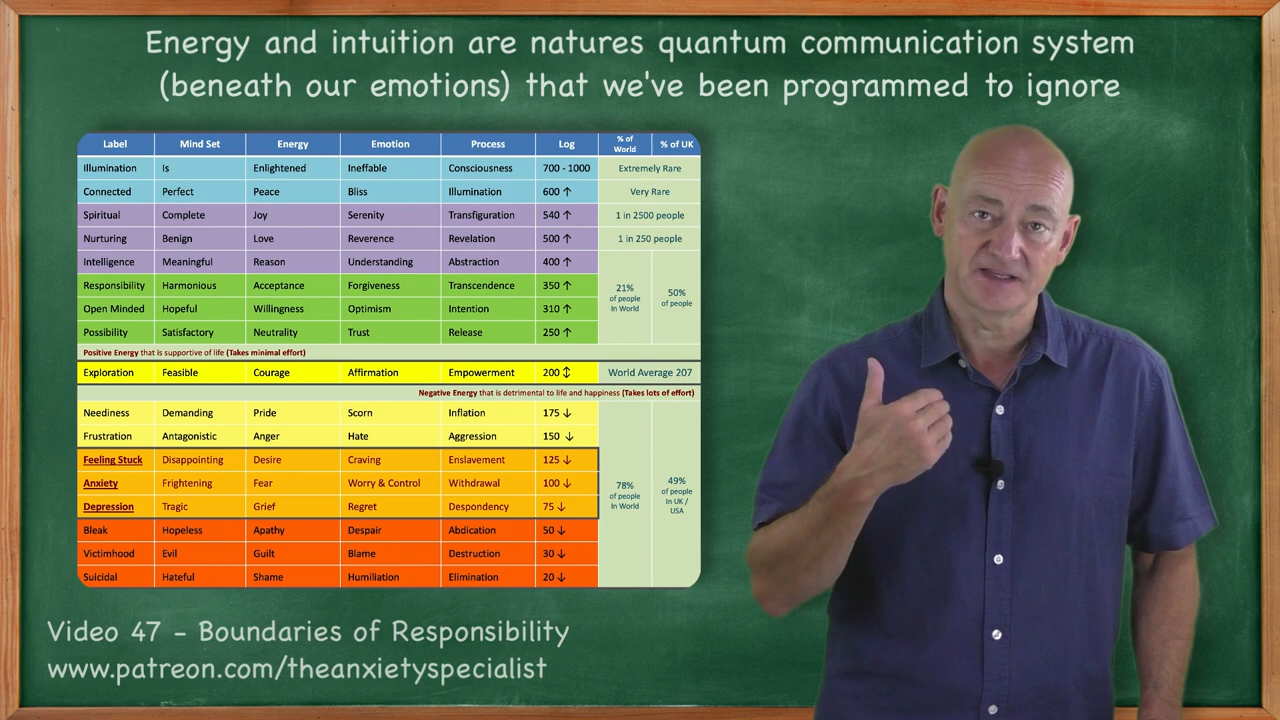 Energy and intuition are natures quantum communication system
(beneath our emotions) that we've been programmed to ignore
Label Mind Set Energy Emotion Process Log % of World % of UK
Illumination Is Enlightened Ineffable Consciousness 700 - 1000 Extremely Rare
Connected Perfect Peace Bliss Illumination 600 ↑ Very Rare
Spiritual Complete Joy Serenity Transfiguration 540 ↑ 1 in 2500 people
Nurturing Benign Love Reverence Revelation 500 ↑ 1 in 250 people
Intelligence Meaningful Reason Understanding Abstraction 400 ↑
Responsibility Harmonious Acceptance Forgiveness Transcendence 350 ↑ 21% of people In World 50% of people
Open Minded Hopeful Willingness Optimism Intention 310 ↑
Possibility Satisfactory Neutrality Trust Release 250 ↑
Positive Energy that is supportive of life (Takes minimal effort)
Exploration Feasible Courage Affirmation Empowerment 200 ↕ World Average 207
Negative Energy that is detrimental to life and happiness (Takes lots of effort)
Neediness Demanding Pride Scorn Inflation 175 ↓
Frustration Antagonistic Anger Hate Aggression 150 ↓
Feeling Stuck Disappointing Desire Craving Enslavement 125 ↓
Anxiety Frightening Fear Worry & Control Withdrawal 100 ↓ 78% of people In World 49% of people In UK / USA
Depression Tragic Grief Regret Despondency 75 ↓
Bleak Hopeless Apathy Despair Abdication 50 ↓
Victimhood Evil Guilt Blame Destruction 30 ↓
Suicidal Hateful Shame Humiliation Elimination 20 ↓
Video 47 - Boundaries of Responsibility
www.patreon.com/theanxietyspecialist